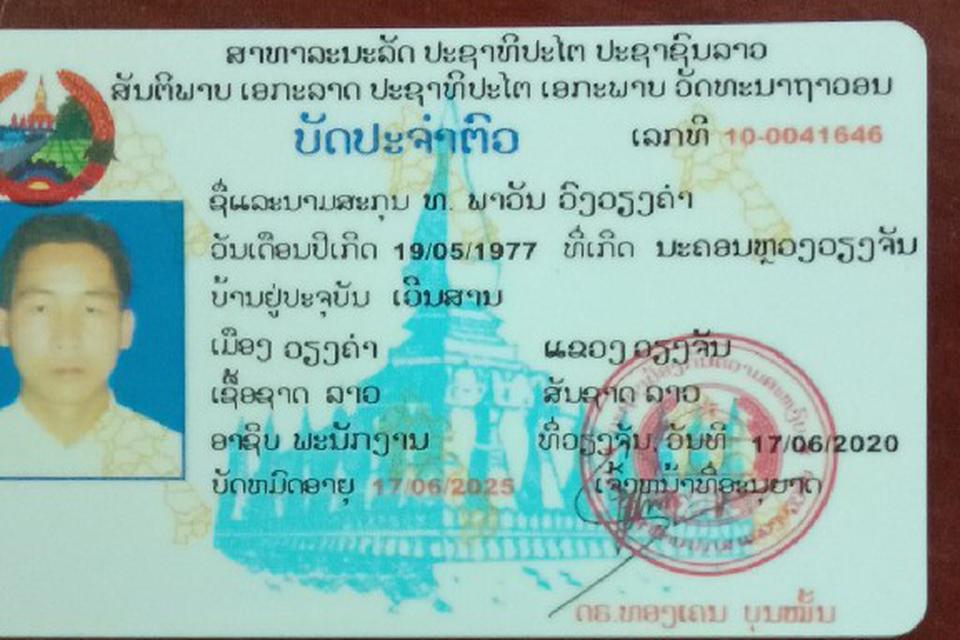 ສາທາລະນະລັດ ປະຊາທິປະໄຕ ປະຊາຊົນລາວ
ສັນຕິພາບ ເອກະລາດ ປະຊາທິປະໄຕ ເອກະພາບ ວັດທະນາຖາວອນ
ບັດປະຈຳຕົວ ເລກທີ 10-0041646
ຊື່ແລະນາມສະກຸນ ທ. ພາວັນ ວົງວຽງຄຳ
ວັນເດືອນປີເກີດ 19/05/1977 ທີ່ເກີດ ນະຄອນຫຼວງວຽງຈັນ
ບ້ານຢູ່ປະຈຸບັນ ເວີນສານ
ເມືອງ ວຽງຄຳ ແຂວງ ວຽງຈັນ
ເຊື້ອຊາດ ລາວ ສັນຊາດ ລາວ
ອາຊີບ ພະນັກງານ ທີ່ວຽງຈັນ, ວັນທີ 17/06/2020
ບັດຫມົດອາຍຸ 17/06/2025 ເຈົ້າຫນ້າທີ່ອະນຸຍາດ
ດຣ.ທອງເຄນ ບຸນໝັ້ນ